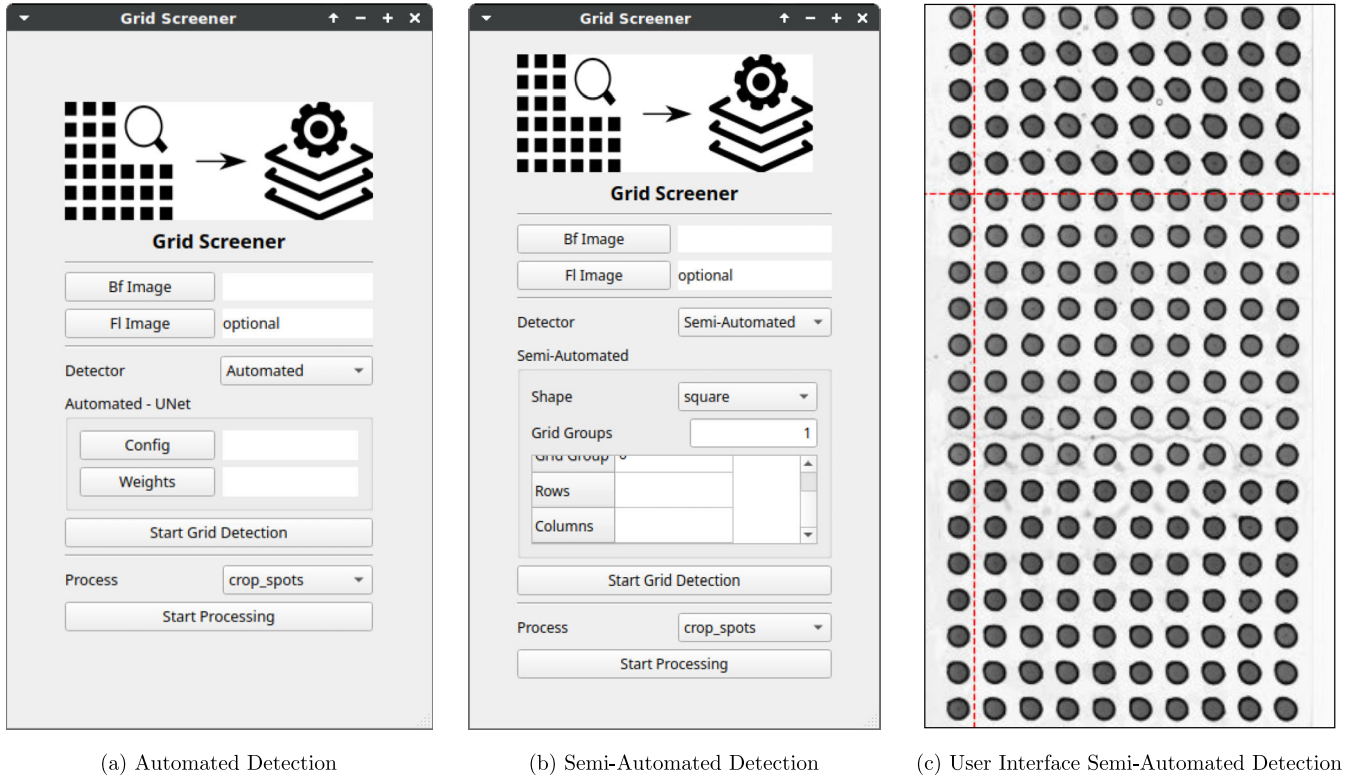 Grid Screener
Grid Screener
Bf Image
Fl Image optional
Detector Automated
Automated - UNet
Config
Weights
Start Grid Detection
Process crop_spots
Start Processing
(a) Automated Detection
Grid Screener
Grid Screener
Bf Image
Fl Image optional
Detector Semi-Automated
Semi-Automated
Shape square
Grid Groups 1
Grid Group 0
Rows
Columns
Start Grid Detection
Process crop_spots
Start Processing
(b) Semi-Automated Detection
(c) User Interface Semi-Automated Detection